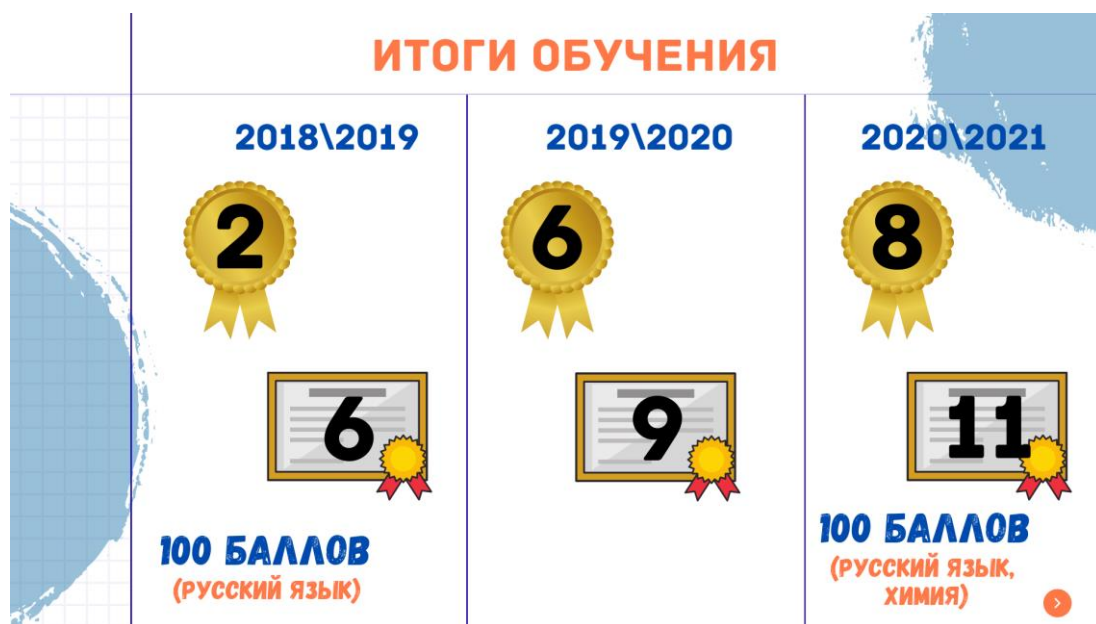 ИТОГИ ОБУЧЕНИЯ
2018\2019
2019\2020
2020\2021
2
6
8
6
9
11
100 БАЛЛОВ
(РУССКИЙ ЯЗЫК)
100 БАЛЛОВ
(РУССКИЙ ЯЗЫК,
ХИМИЯ)